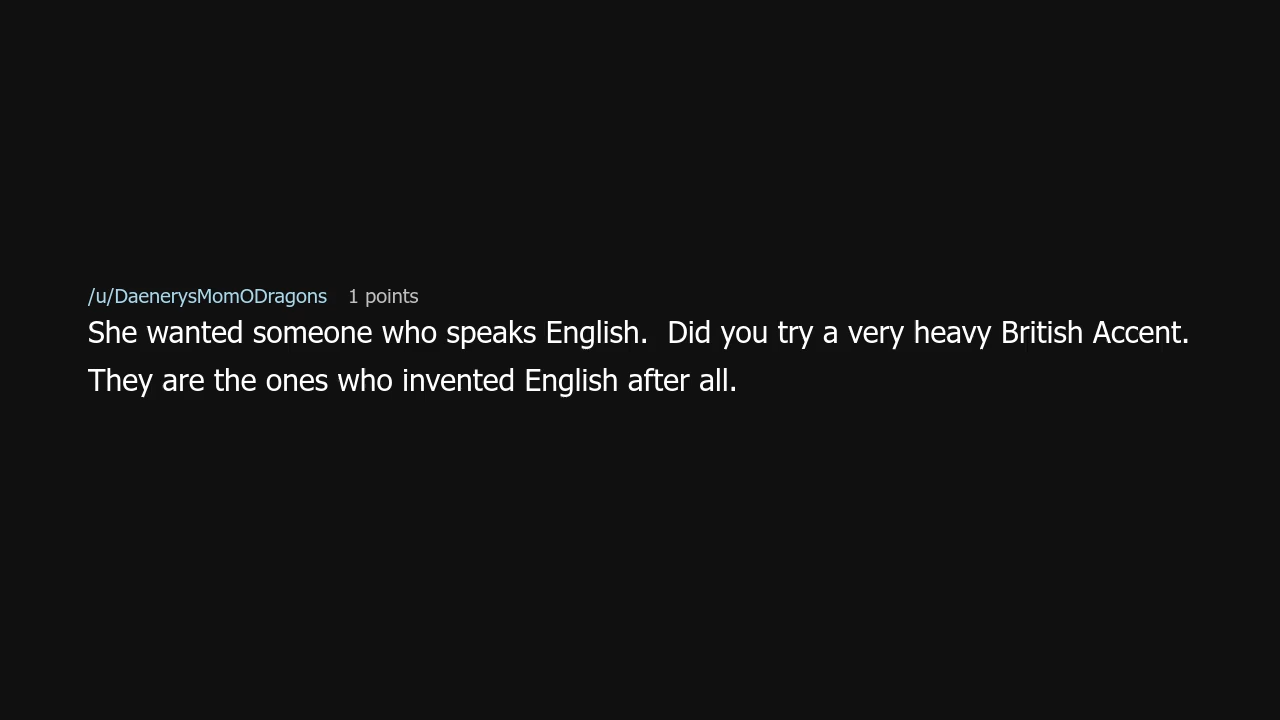 /u/DaenerysMomODragons 1 points
She wanted someone who speaks English.  Did you try a very heavy British Accent.
They are the ones who invented English after all.